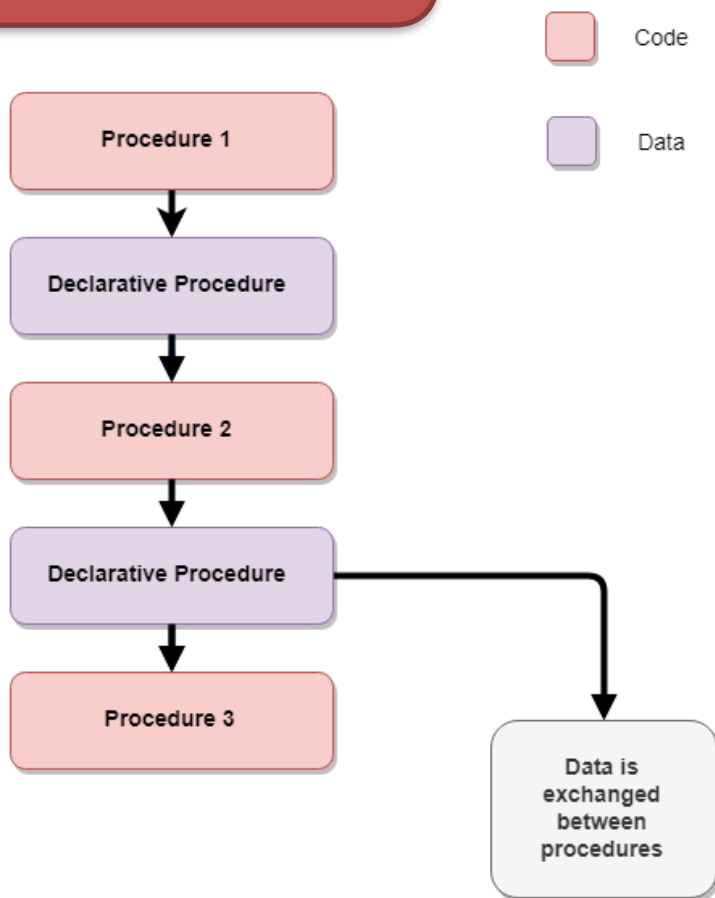 Code
Data
Procedure 1
Declarative Procedure
Procedure 2
Declarative Procedure
Procedure 3
Data is
exchanged
between
procedures